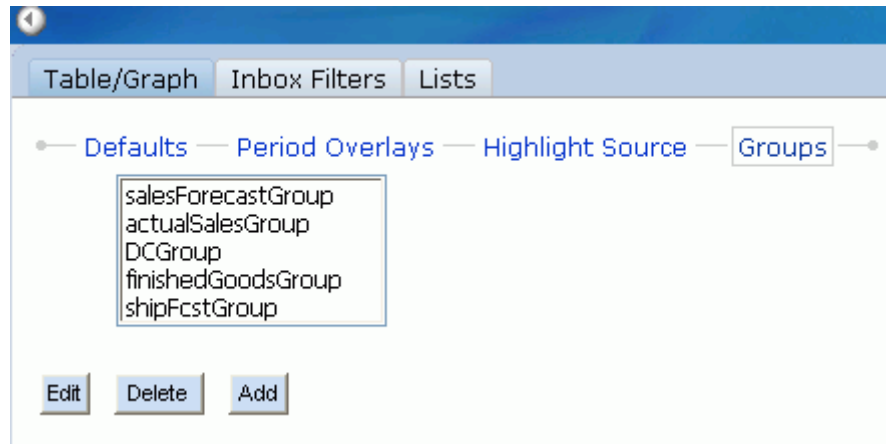 Table/Graph Inbox Filters Lists
Defaults Period Overlays Highlight Source Groups
salesForecastGroup
actualSalesGroup
DCGroup
finishedGoodsGroup
shipFcstGroup
Edit Delete Add